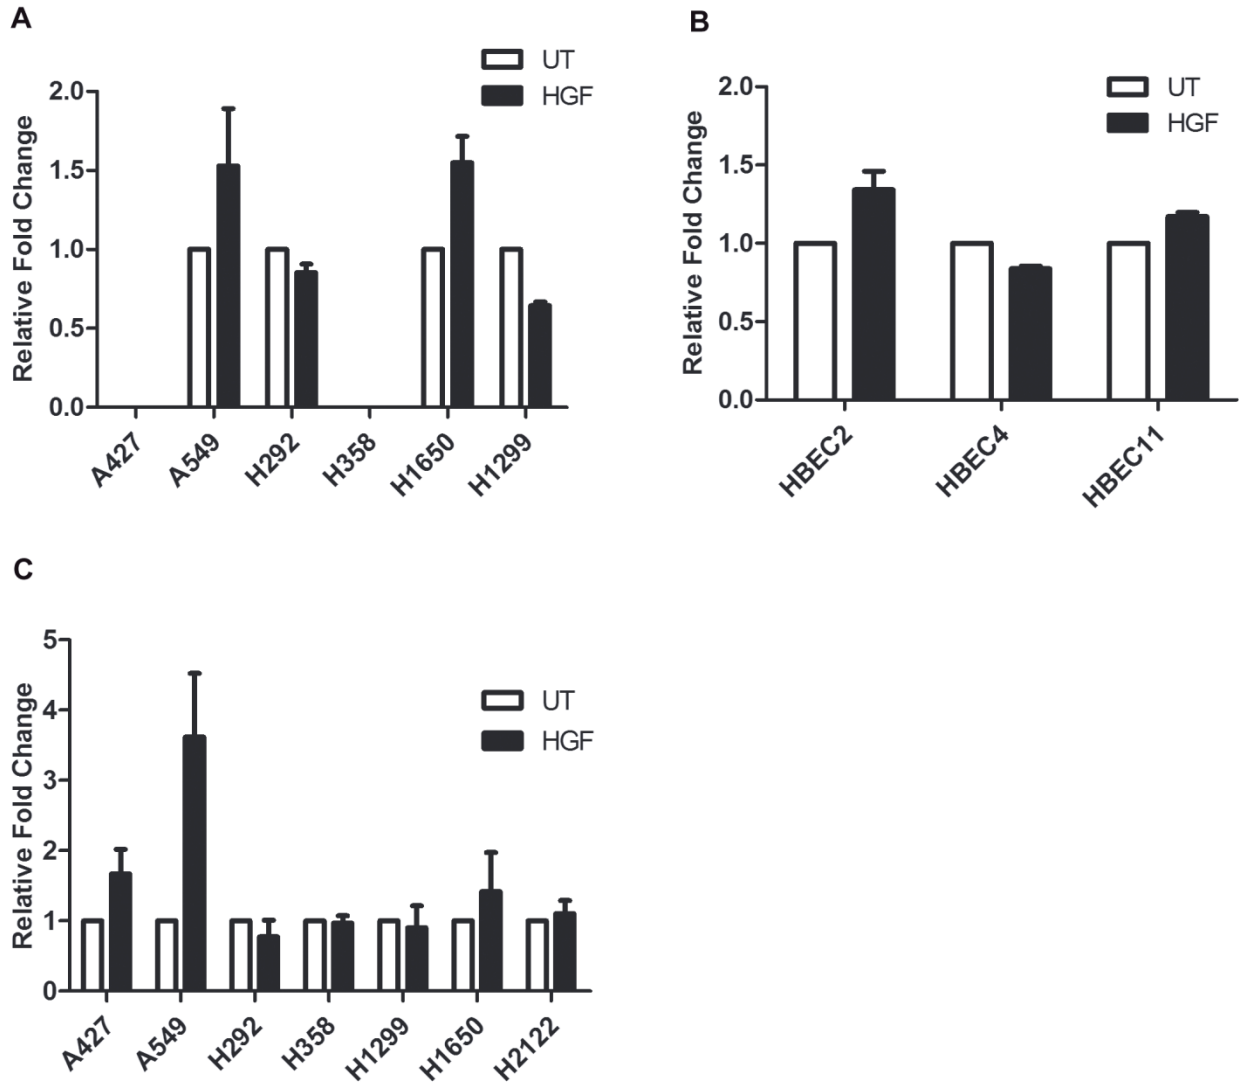 A
UT
HGF
Relative Fold Change
2.0
1.5
1.0
0.5
0.0
A427
A549
H292
H358
H1650
H1299
B
UT
HGF
Relative Fold Change
2.0
1.5
1.0
0.5
0.0
HBEC2
HBEC4
HBEC11
C
UT
HGF
Relative Fold Change
5
4
3
2
1
0
A427
A549
H292
H358
H1299
H1650
H2122